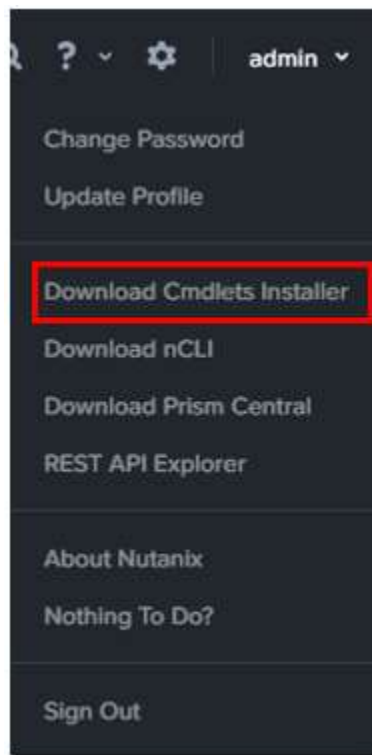 ? admin
Change Password
Update Profile
Download Cmdlets Installer
Download nCLI
Download Prism Central
REST API Explorer
About Nutanix
Nothing To Do?
Sign Out